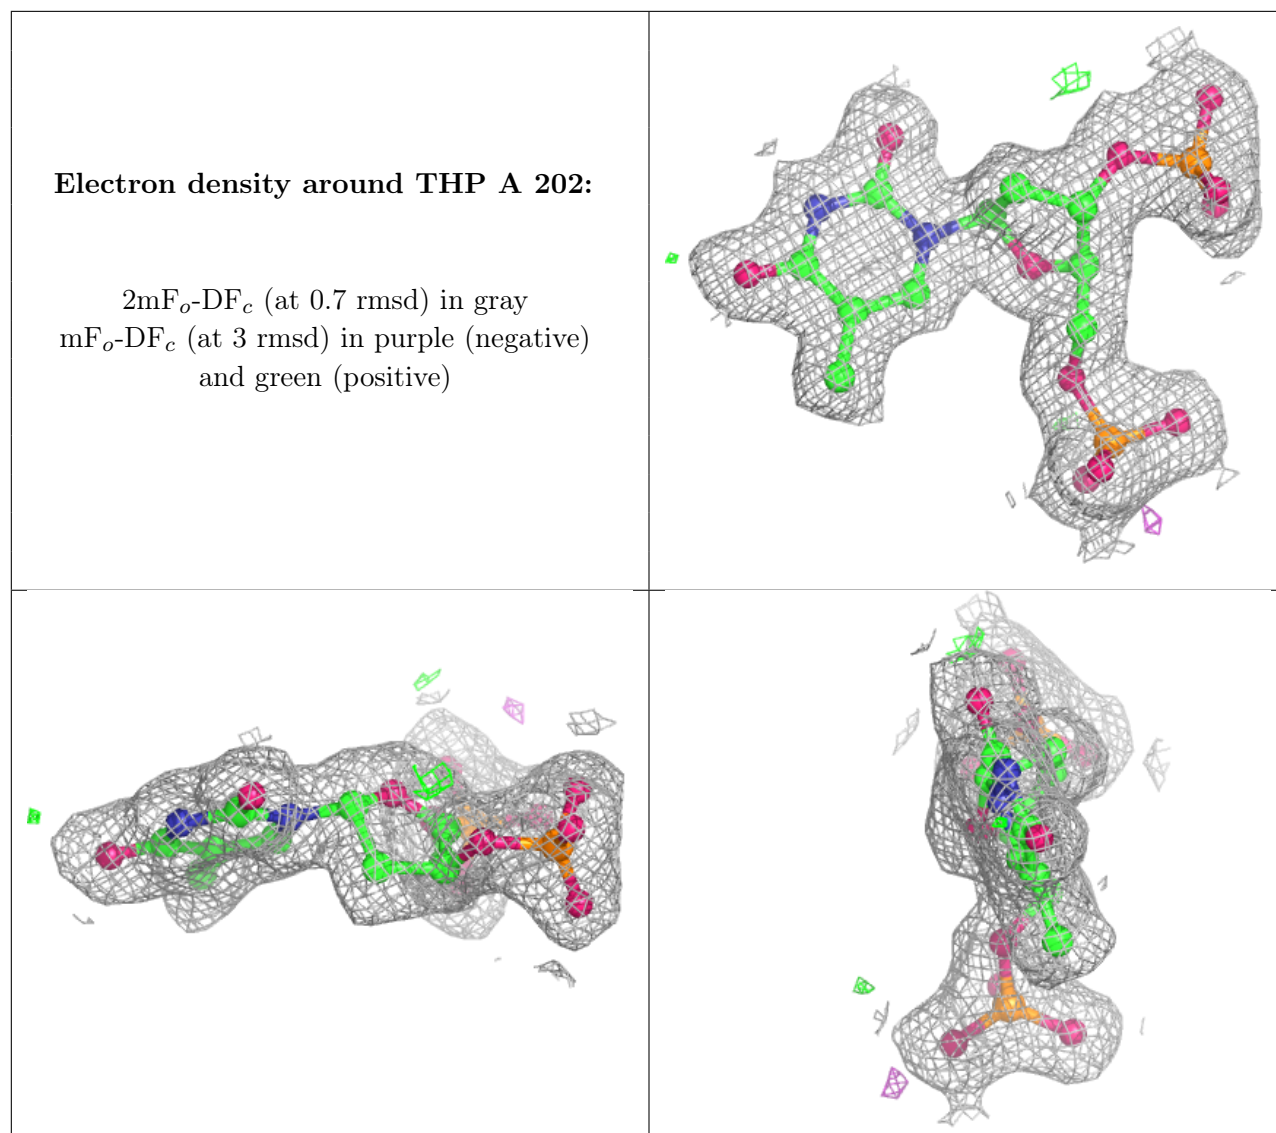 Electron density around THP A 202:
2mFo-DFc (at 0.7 rmsd) in gray
mFo-DFc (at 3 rmsd) in purple (negative)
and green (positive)